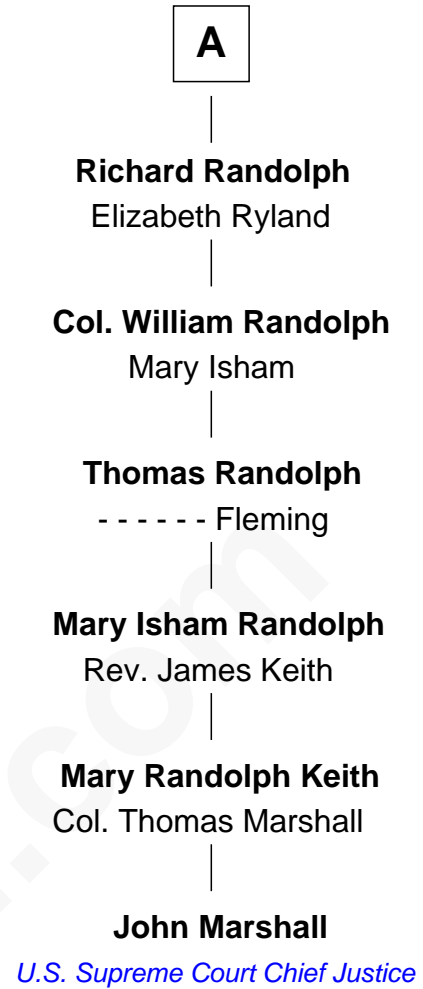 A
Richard Randolph
Elizabeth Ryland
Col. William Randolph
Mary Isham
Thomas Randolph
- - - - - - Fleming
Mary Isham Randolph
Rev. James Keith
Mary Randolph Keith
Col. Thomas Marshall
John Marshall
U.S. Supreme Court Chief Justice